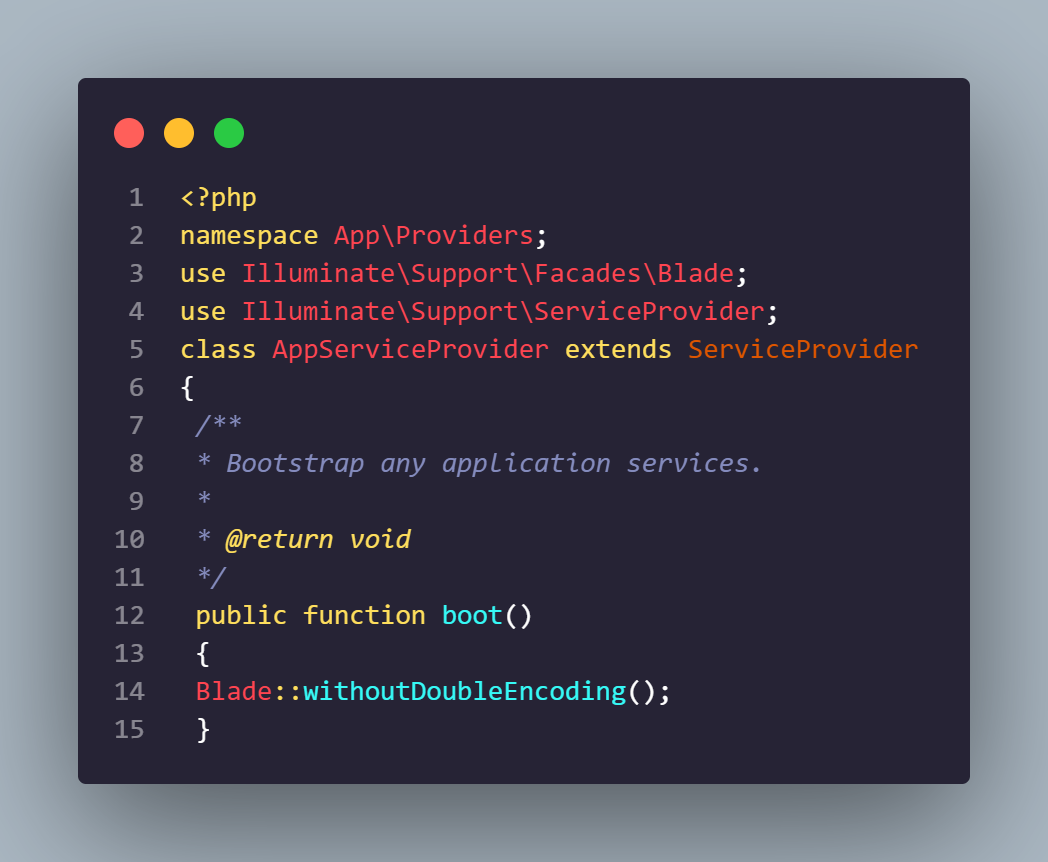 1 <?php
2 namespace App\Providers;
3 use Illuminate\Support\Facades\Blade;
4 use Illuminate\Support\ServiceProvider;
5 class AppServiceProvider extends ServiceProvider
6 {
7 /**
8 * Bootstrap any application services.
9 *
10 * @return void
11 */
12 public function boot()
13 {
14 Blade::withoutDoubleEncoding();
15 }